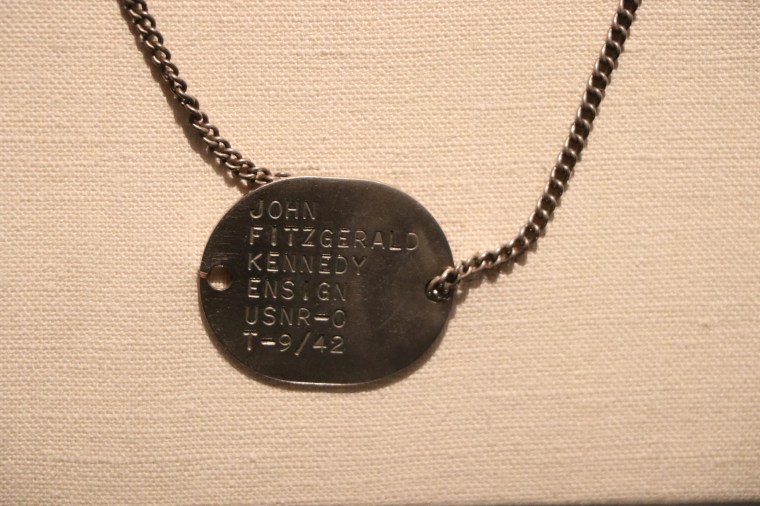 JOHN
FITZGERALD
KENNEDY
ENSIGN
USNR-O
T-9/42